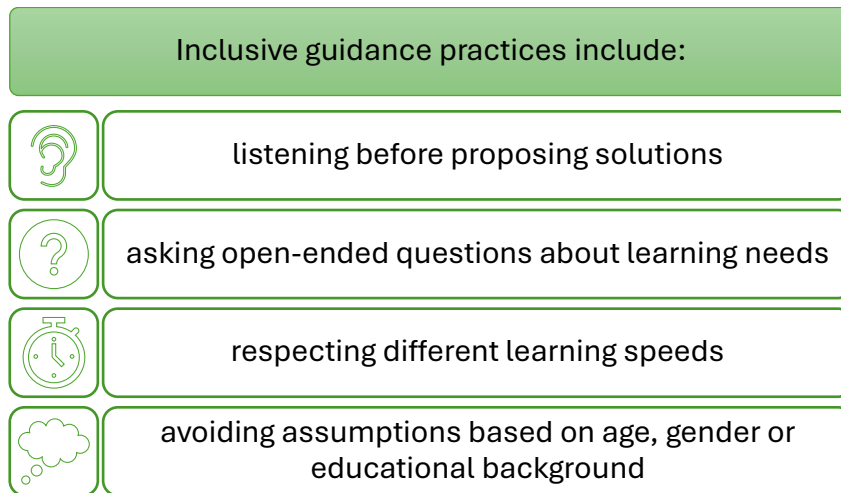 Inclusive guidance practices include:
listening before proposing solutions
?
asking open-ended questions about learning needs
respecting different learning speeds
avoiding assumptions based on age, gender or
educational background